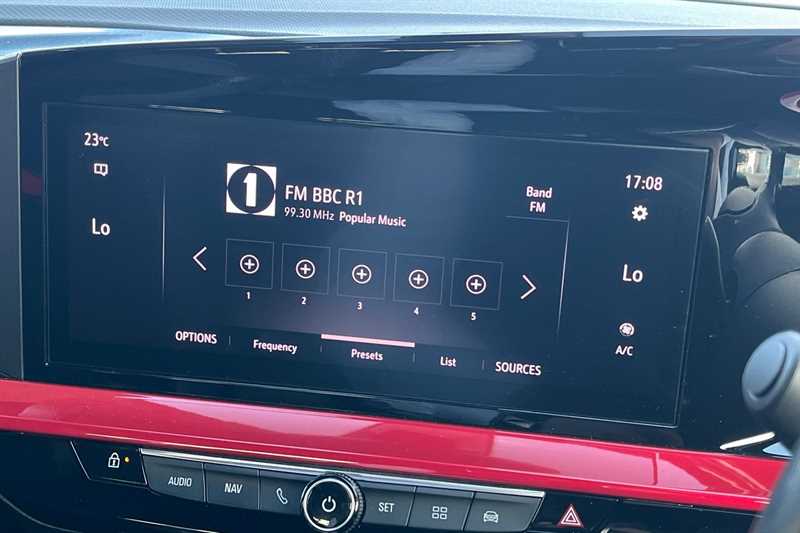 23°C
Lo
1
FM BBC R1
99.30 MHz Popular Music
Band
FM
17:08
Lo
A/C
1
2
3
4
5
OPTIONS
Frequency
Presets
List
SOURCES
AUDIO
NAV
SET